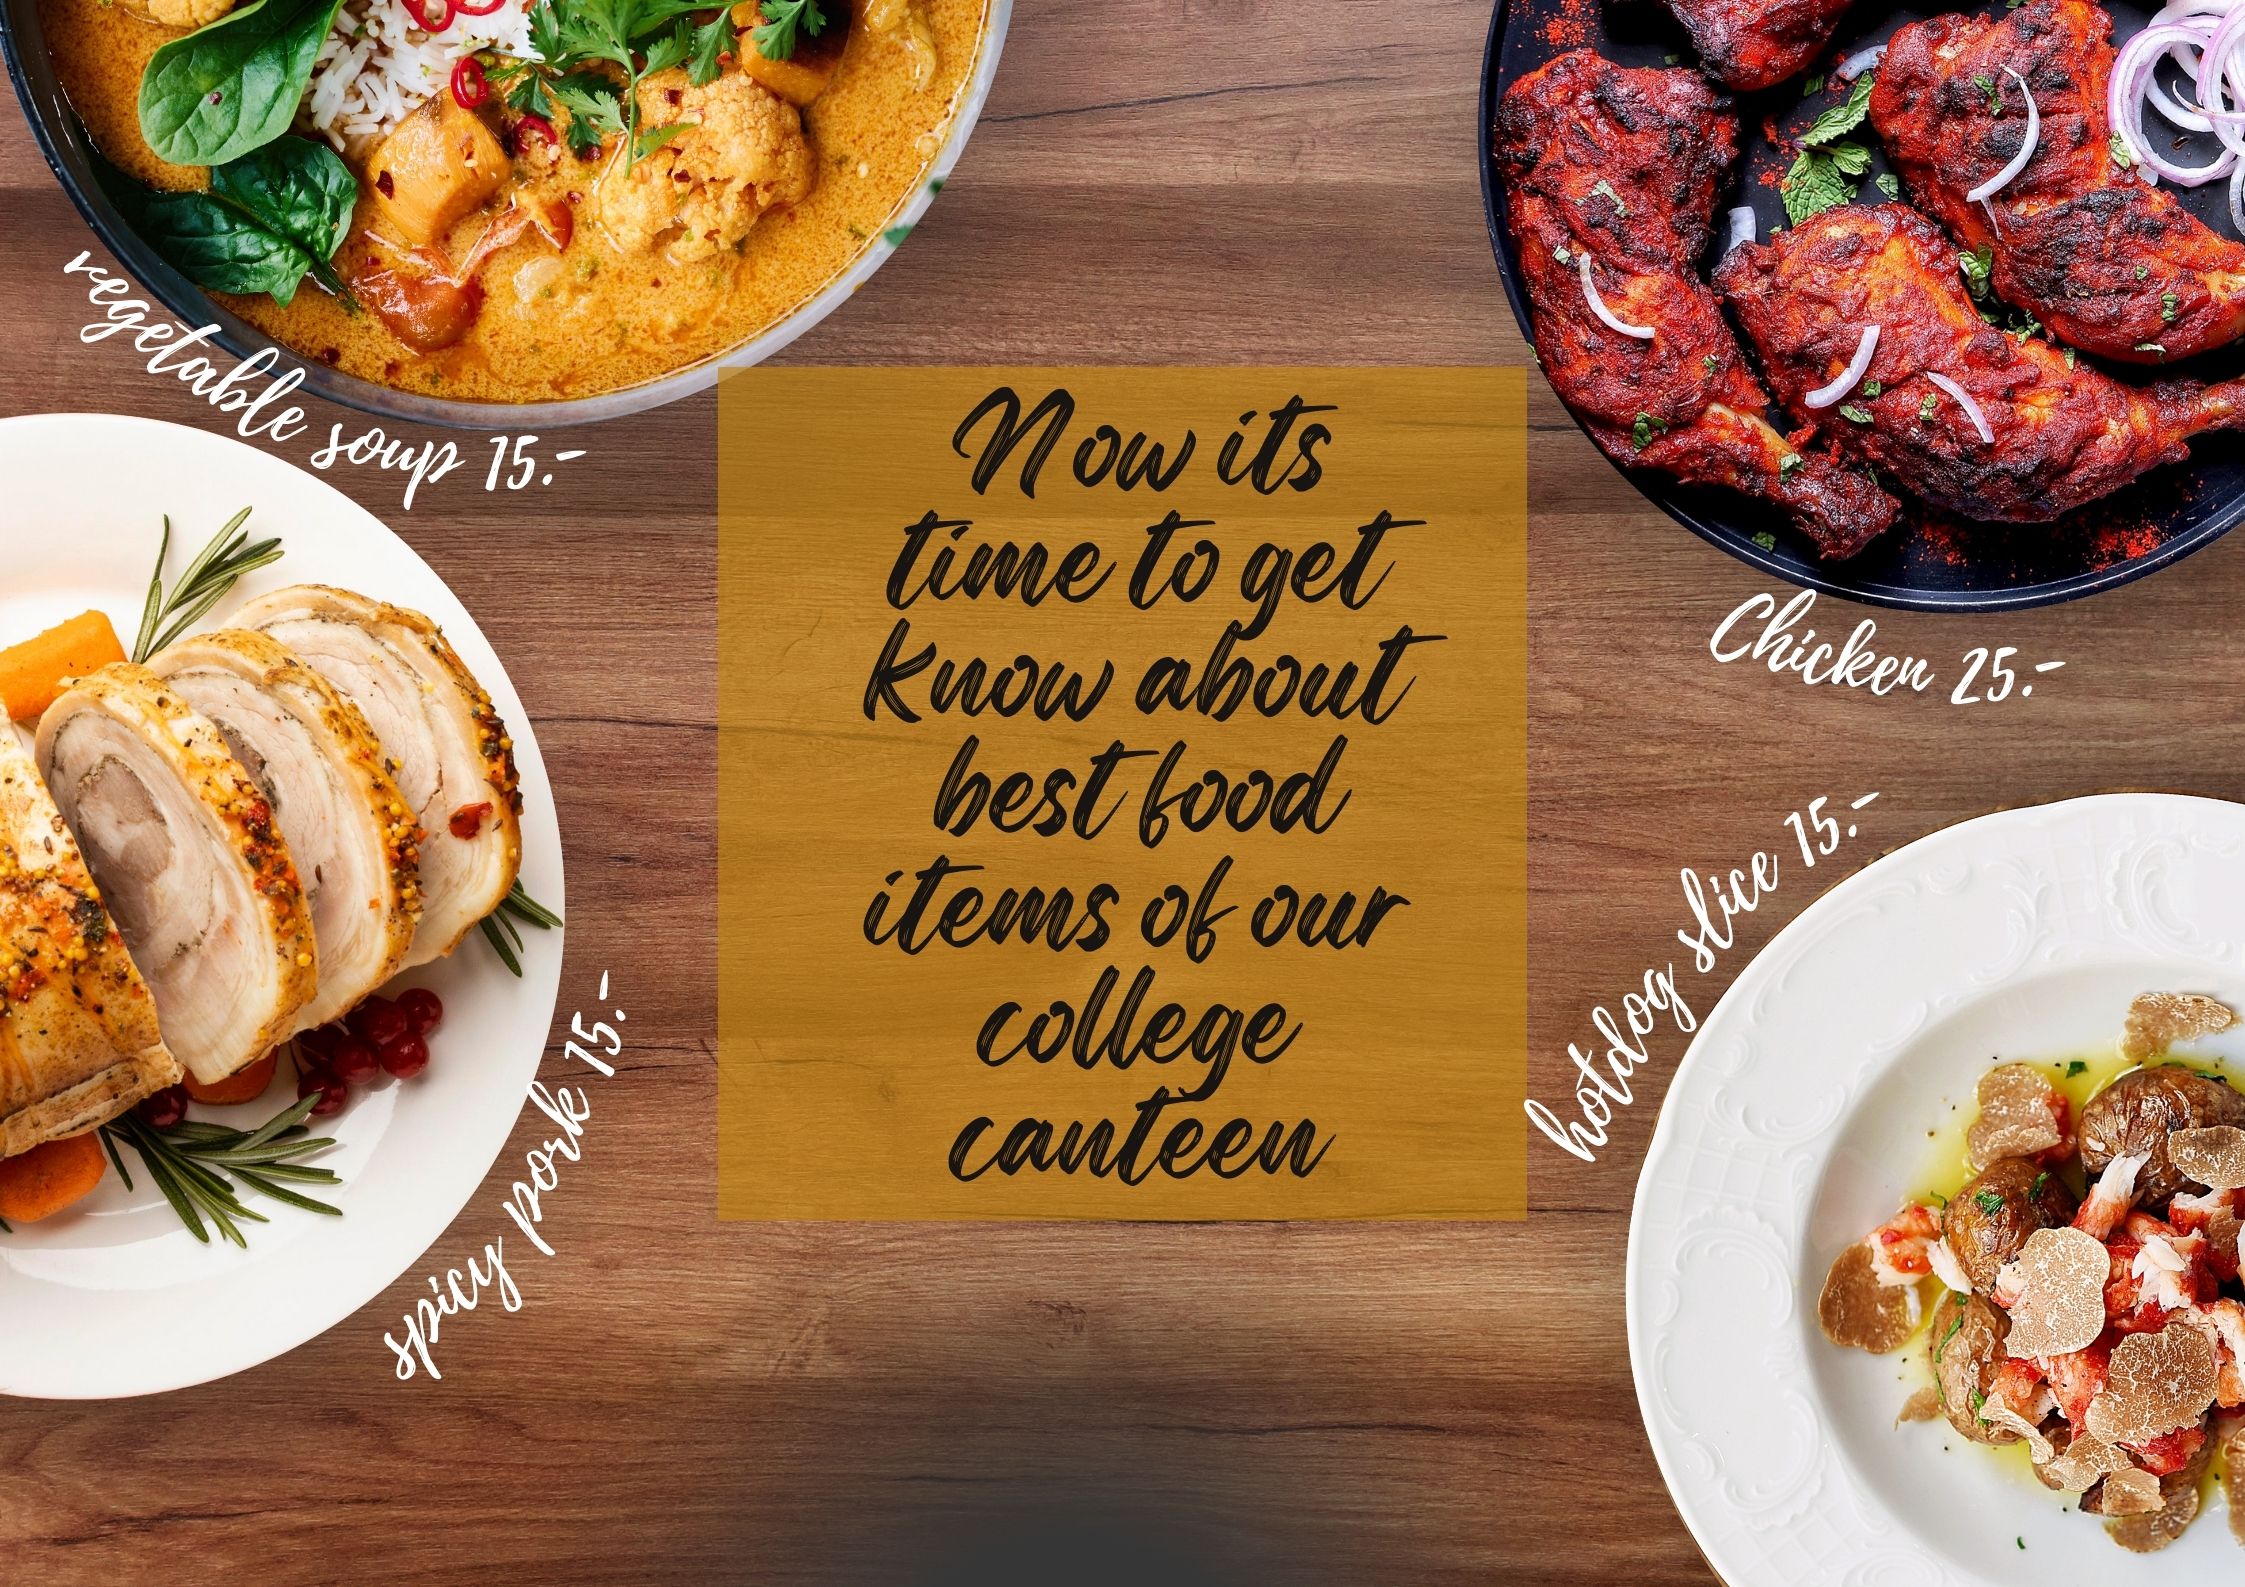 vegetable soup 15.-
Chicken 25.-
Now its
time to get
know about
best food
items of our
college
canteen
spicy pork 15.-
hotdog slice 15.-